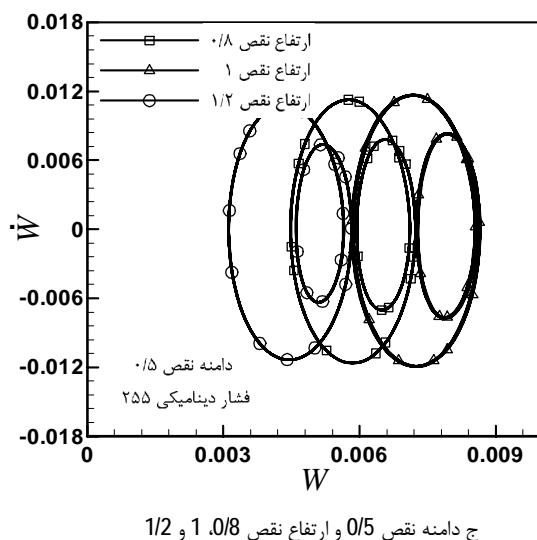 0.018
0.012
0.006
0
-0.006
-0.012
-0.018
Ẇ
ارتفاع نقص ۰/۸
ارتفاع نقص ۱
ارتفاع نقص ۱/۲
دامنه نقص ۰/۵
فشار دینامیکی ۲۵۵
0 0.003 0.006 0.009
W
ج دامنه نقص 0/5 و ارتفاع نقص 0/8، 1 و 1/2